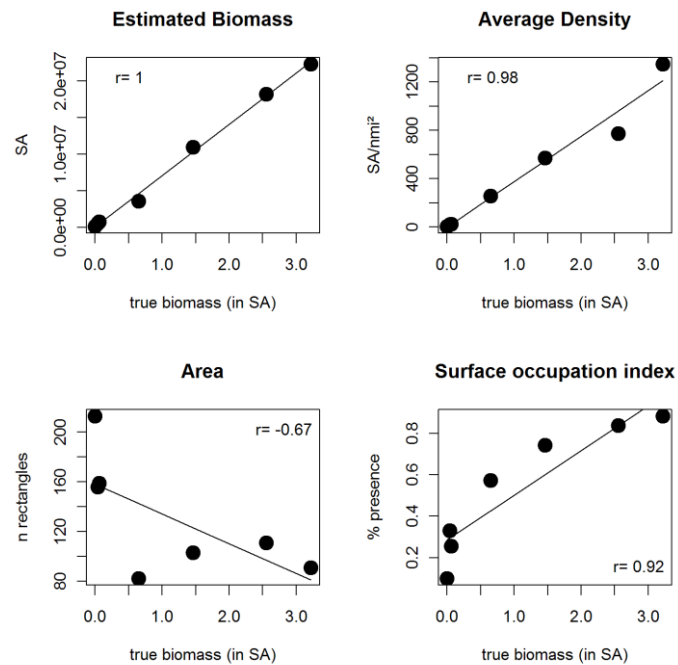 Estimated Biomass
r= 1
SA
0.0e+00 1.0e+07 2.0e+07
0.0 1.0 2.0 3.0
true biomass (in SA)
Average Density
r= 0.98
SA/nmi²
0 400 800 1200
0.0 1.0 2.0 3.0
true biomass (in SA)
Area
r= -0.67
n rectangles
80 120 160 200
0.0 1.0 2.0 3.0
true biomass (in SA)
Surface occupation index
r= 0.92
% presence
0.2 0.4 0.6 0.8
0.0 1.0 2.0 3.0
true biomass (in SA)